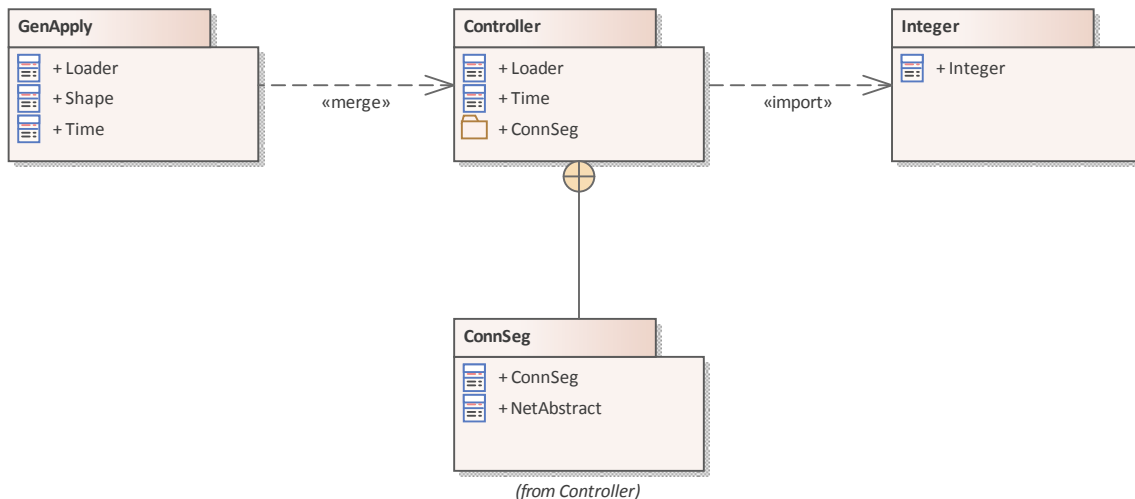 GenApply
+ Loader
+ Shape
+ Time
«merge»
Controller
+ Loader
+ Time
+ ConnSeg
«import»
Integer
+ Integer
ConnSeg
+ ConnSeg
+ NetAbstract
(from Controller)